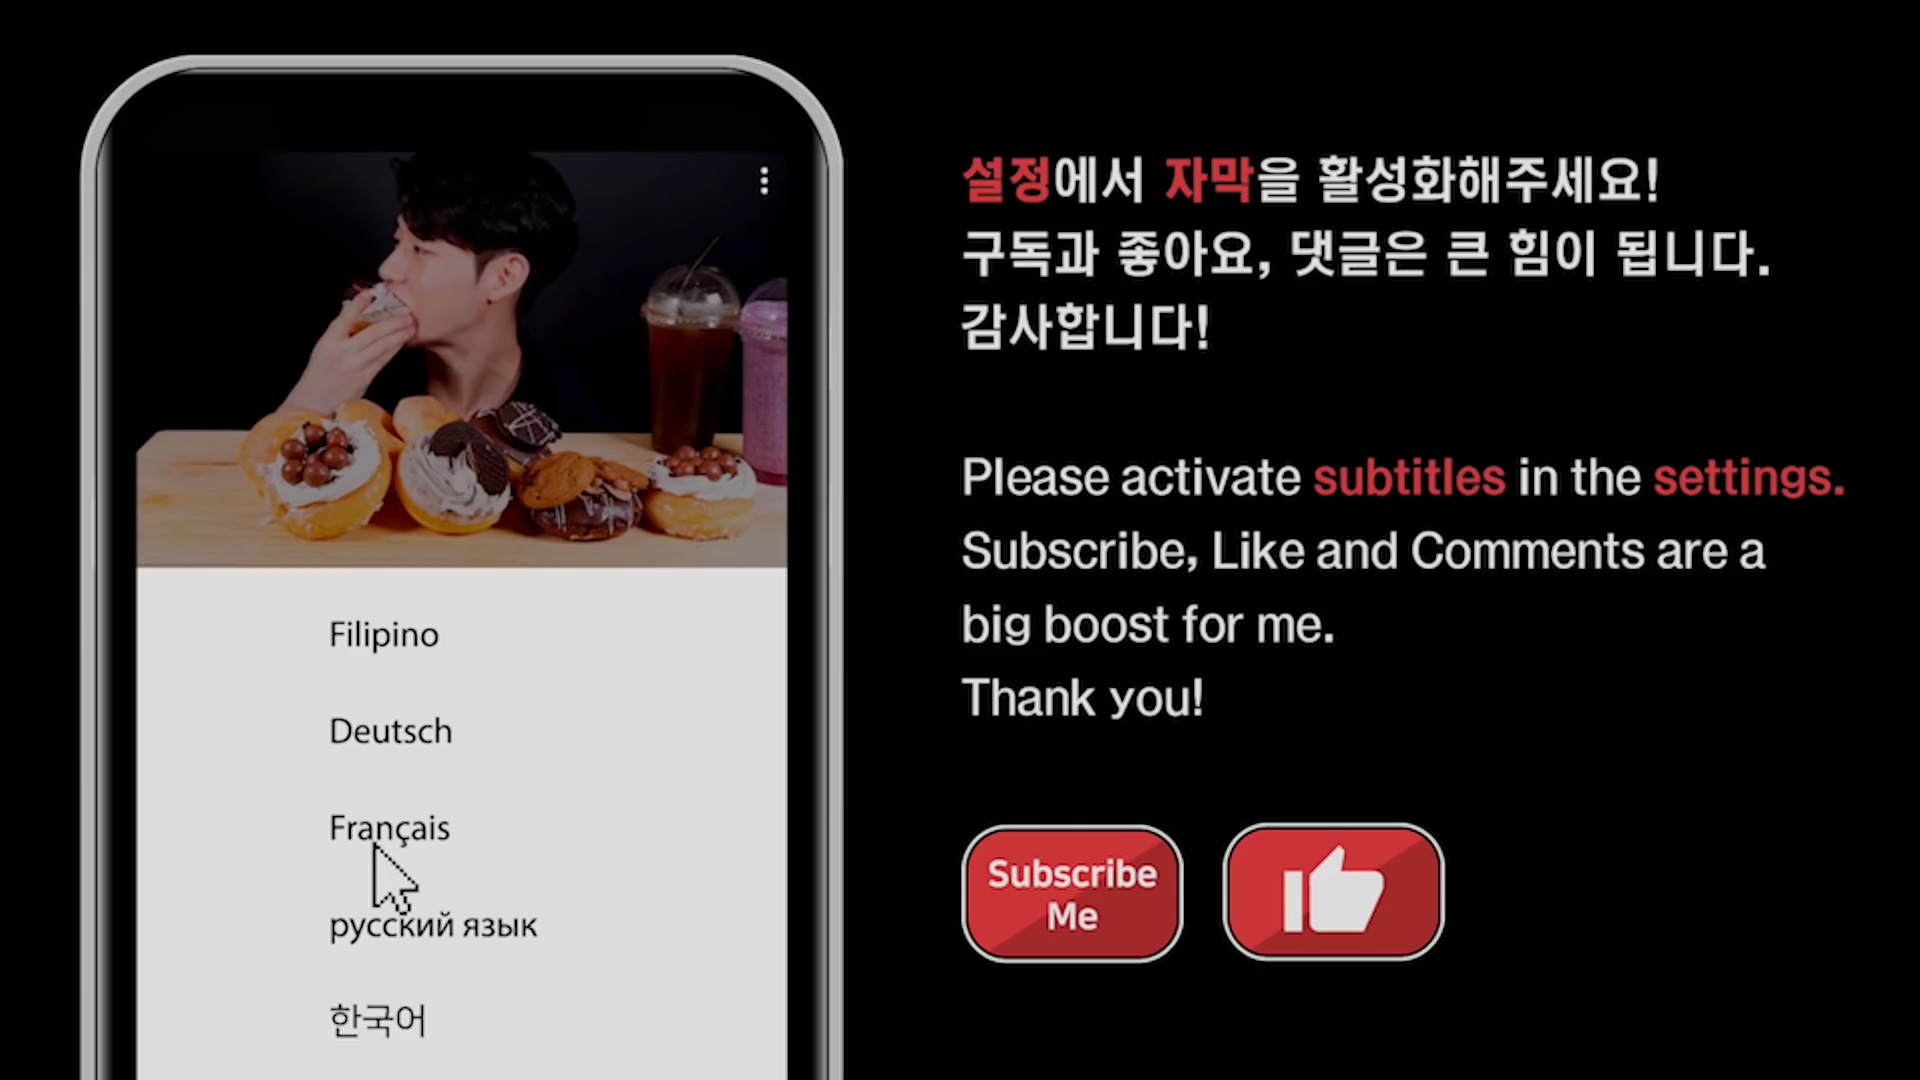 Filipino
Deutsch
Français
русский язык
한국어
설정에서 자막을 활성화해주세요!
구독과 좋아요, 댓글은 큰 힘이 됩니다.
감사합니다!
Please activate subtitles in the settings.
Subscribe, Like and Comments are a
big boost for me.
Thank you!
Subscribe
Me